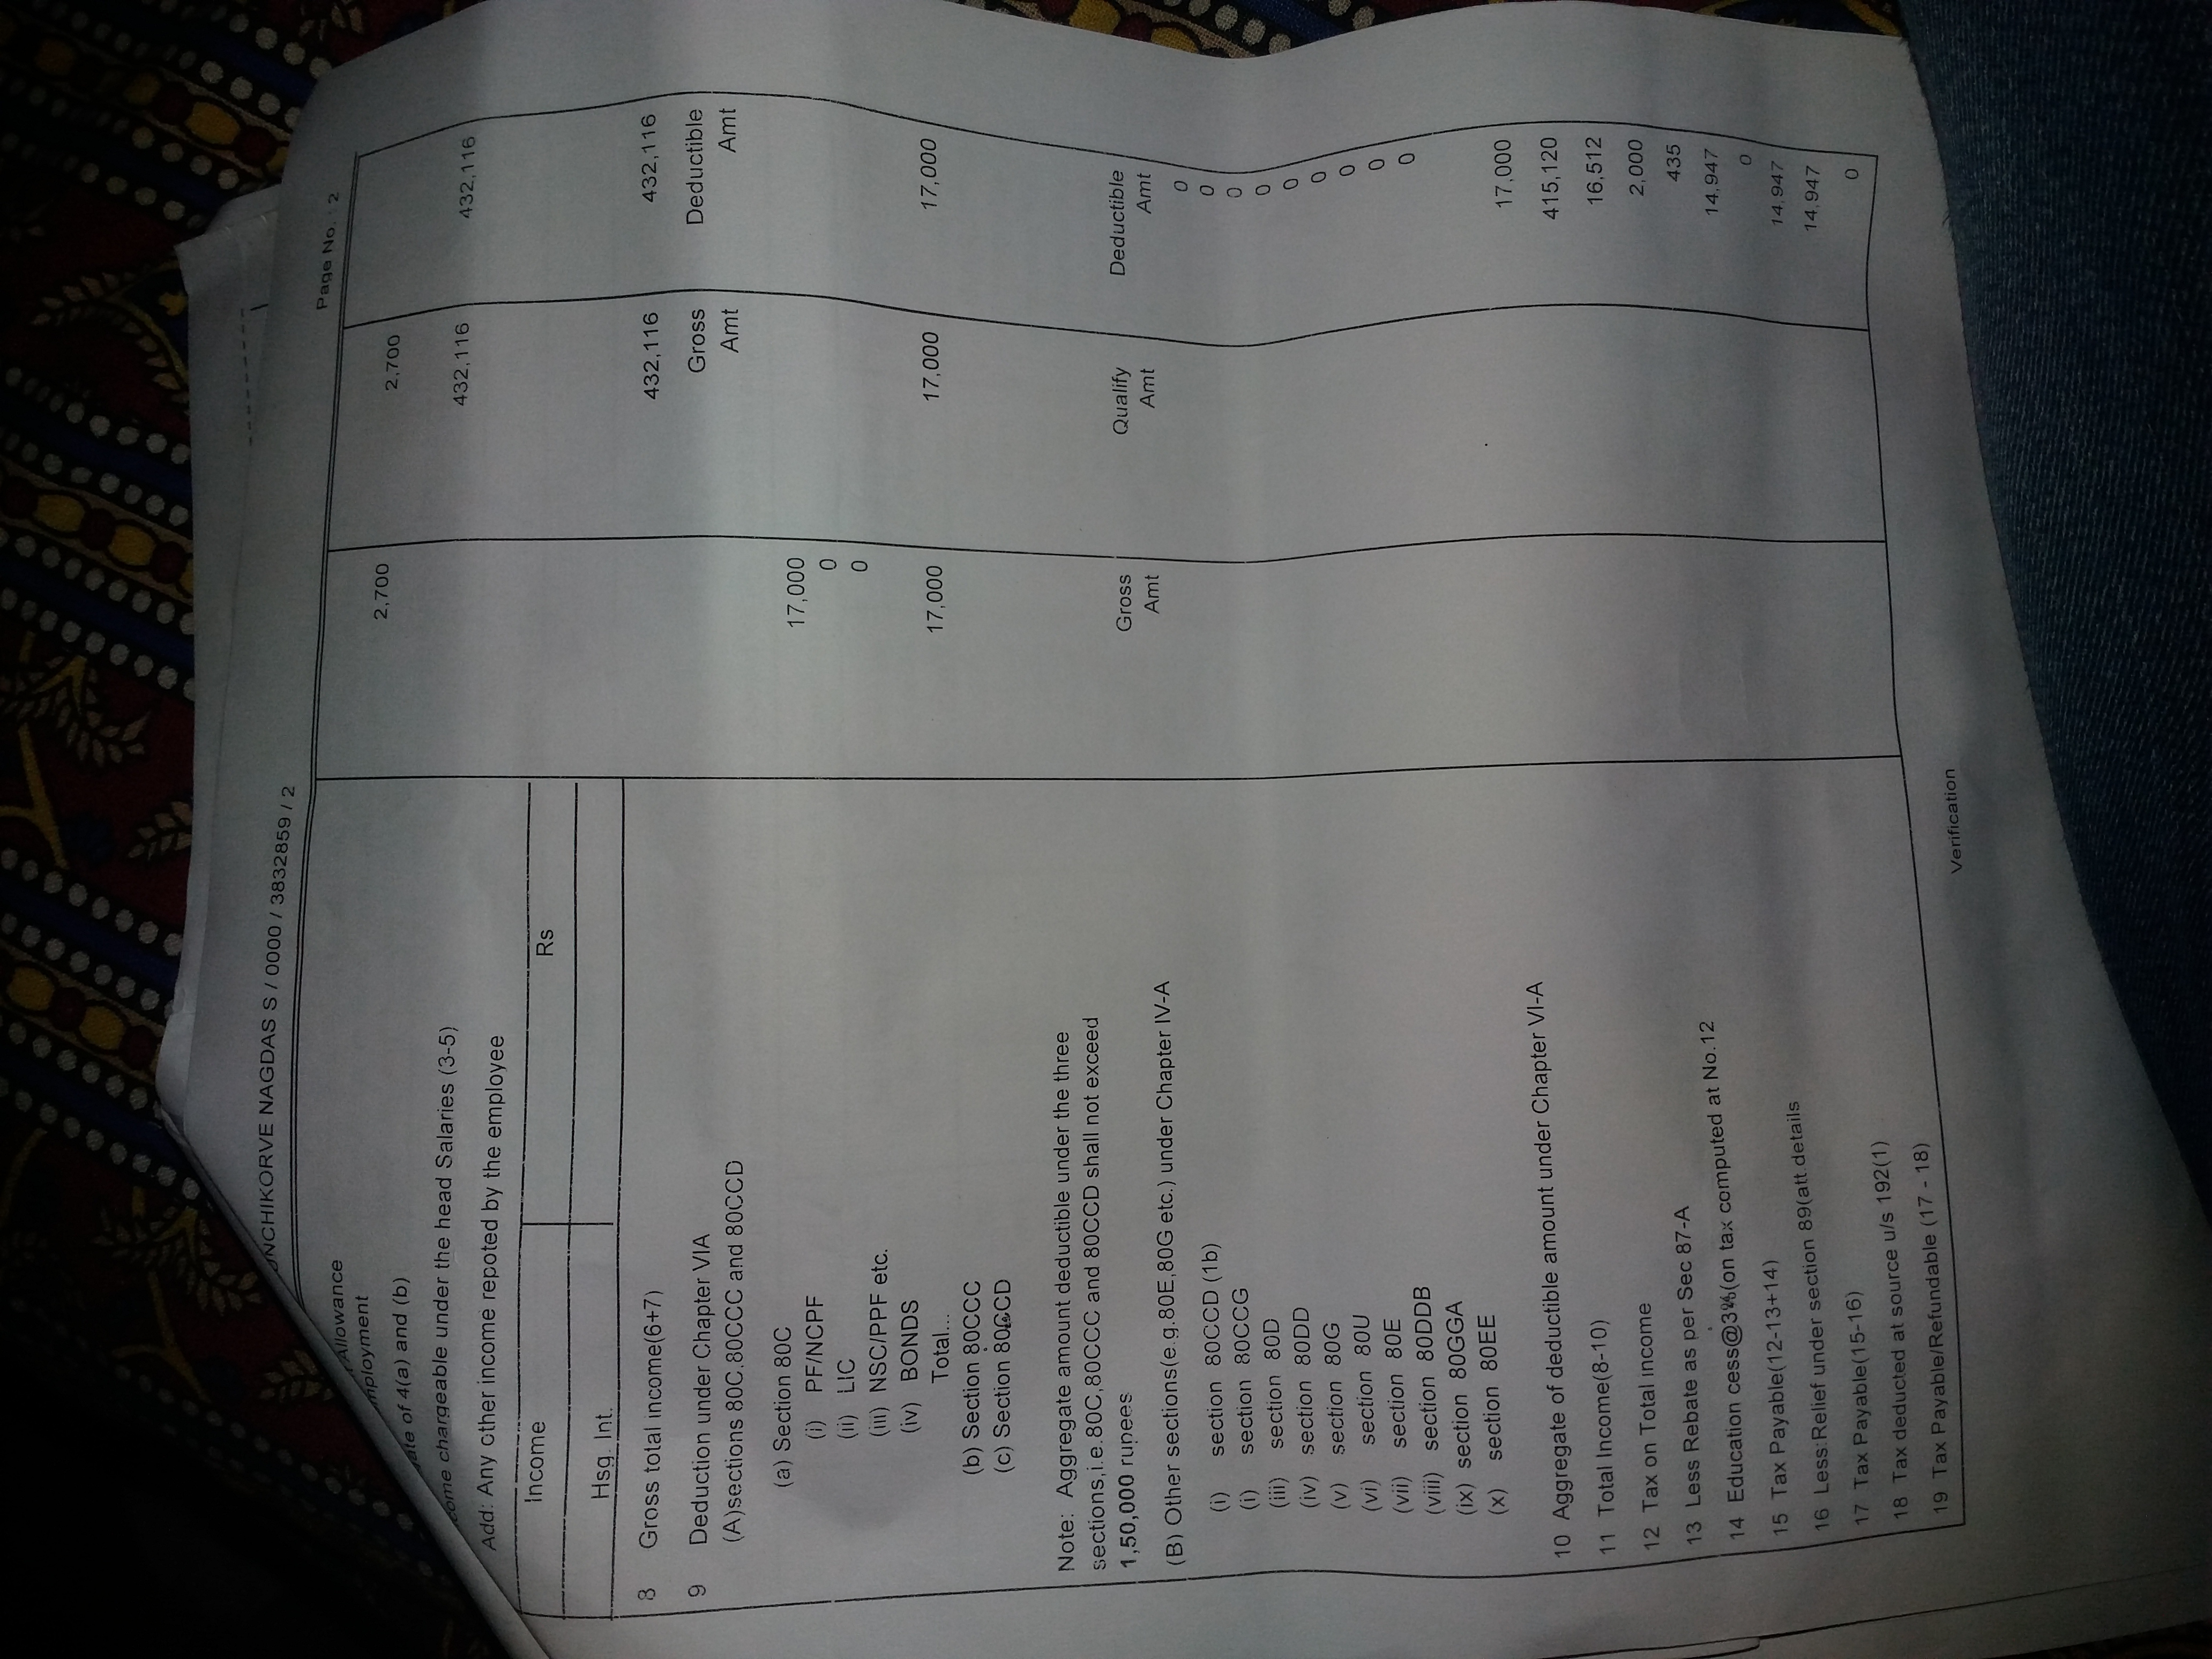 NCHIKORVE NAGDAS S / 0000 / 3832859 / 2
Page No. : 2
Allowance
mployment 2,700 2,700
ate of 4(a) and (b)
come chargeable under the head Salaries (3-5) 432,116 432,116
Add: Any other income repoted by the employee
Income Rs
Hsg. Int.
8 Gross total income(6+7) 432,116 432,116
9 Deduction under Chapter VIA Gross Deductible
(A)sections 80C,80CCC and 80CCD Amt Amt
(a) Section 80C
(i) PF/NCPF 17,000
(ii) LIC 0
(iii) NSC/PPF etc. 0
(iv) BONDS
Total... 17,000 17,000 17,000
(b) Section 80CCC
(c) Section 80CCD
Note: Aggregate amount deductible under the three
sections,i.e.80C,80CCC and 80CCD shall not exceed
1,50,000 rupees
Gross Qualify Deductible
Amt Amt Amt
(B) Other sections(e.g.80E,80G etc.) under Chapter IV-A
(i) section 80CCD (1b) 0
(i) section 80CCG 0
(iii) section 80D 0
(iv) section 80DD 0
(v) section 80G 0
(vi) section 80U 0
(vii) section 80E 0
(viii) section 80DDB 0
(ix) section 80GGA 0
(x) section 80EE
10 Aggregate of deductible amount under Chapter VI-A 17,000
11 Total Income(8-10) 415,120
12 Tax on Total income 16,512
13 Less Rebate as per Sec 87-A 2,000
14 Education cess@3%(on tax computed at No.12 435
15 Tax Payable(12-13+14) 14,947
16 Less:Relief under section 89(att.details 0
17 Tax Payable(15-16) 14,947
18 Tax deducted at source u/s 192(1) 14,947
19 Tax Payable/Refundable (17 - 18) 0
Verification